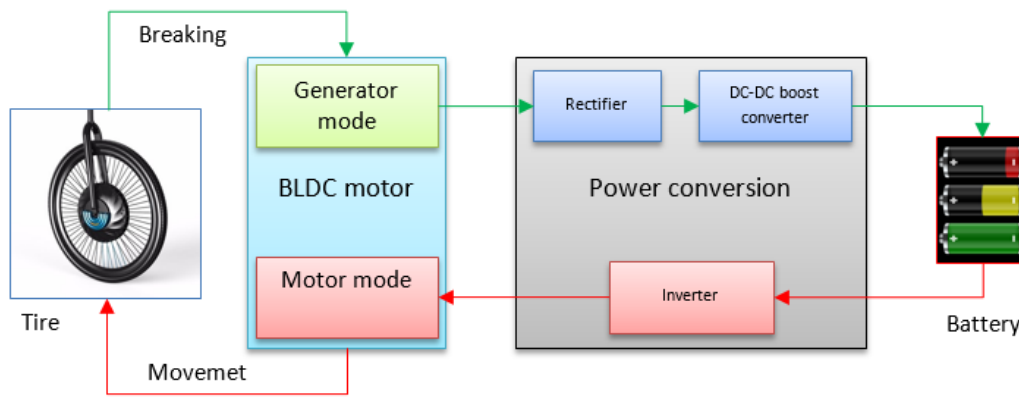 Breaking
Generator
mode
Rectifier
DC-DC boost
converter
BLDC motor
Power conversion
Motor mode
Inverter
Tire
Battery
Movemet